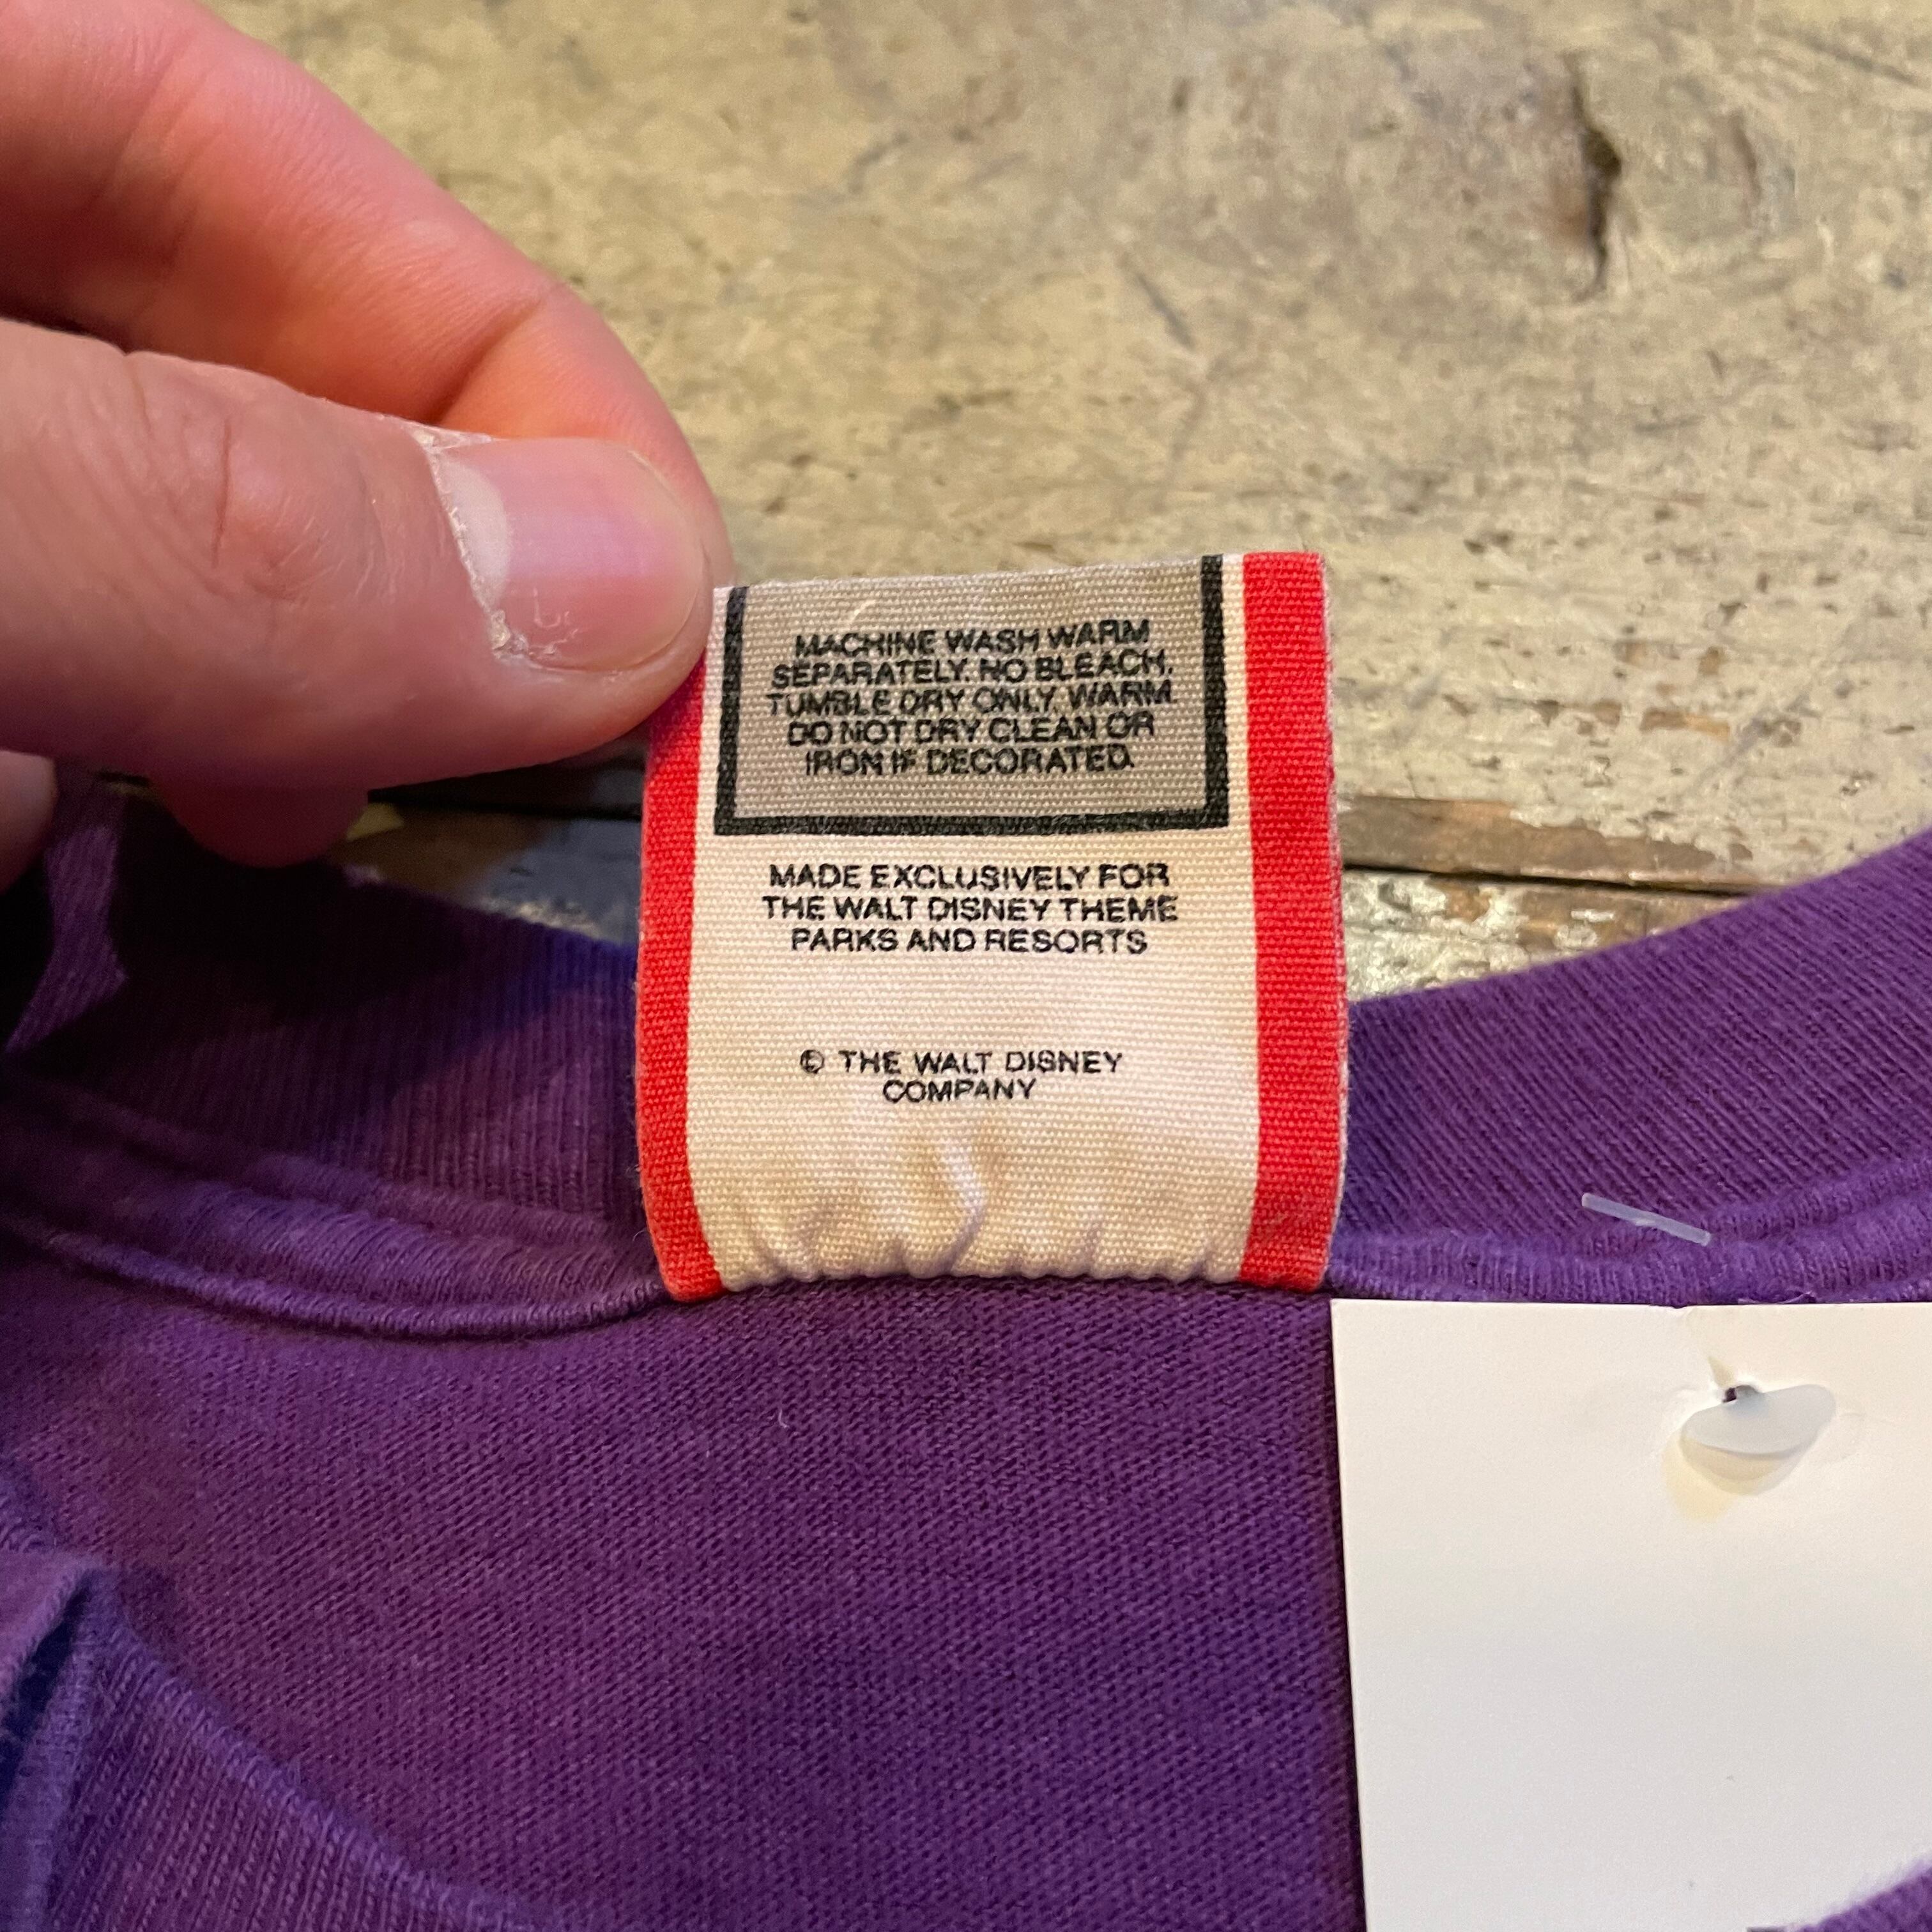 MACHINE WASH WARM
SEPARATELY. NO BLEACH.
TUMBLE DRY ONLY. WARM.
DO NOT DRY CLEAN OR
IRON IF DECORATED.
MADE EXCLUSIVELY FOR
THE WALT DISNEY THEME
PARKS AND RESORTS
© THE WALT DISNEY
COMPANY